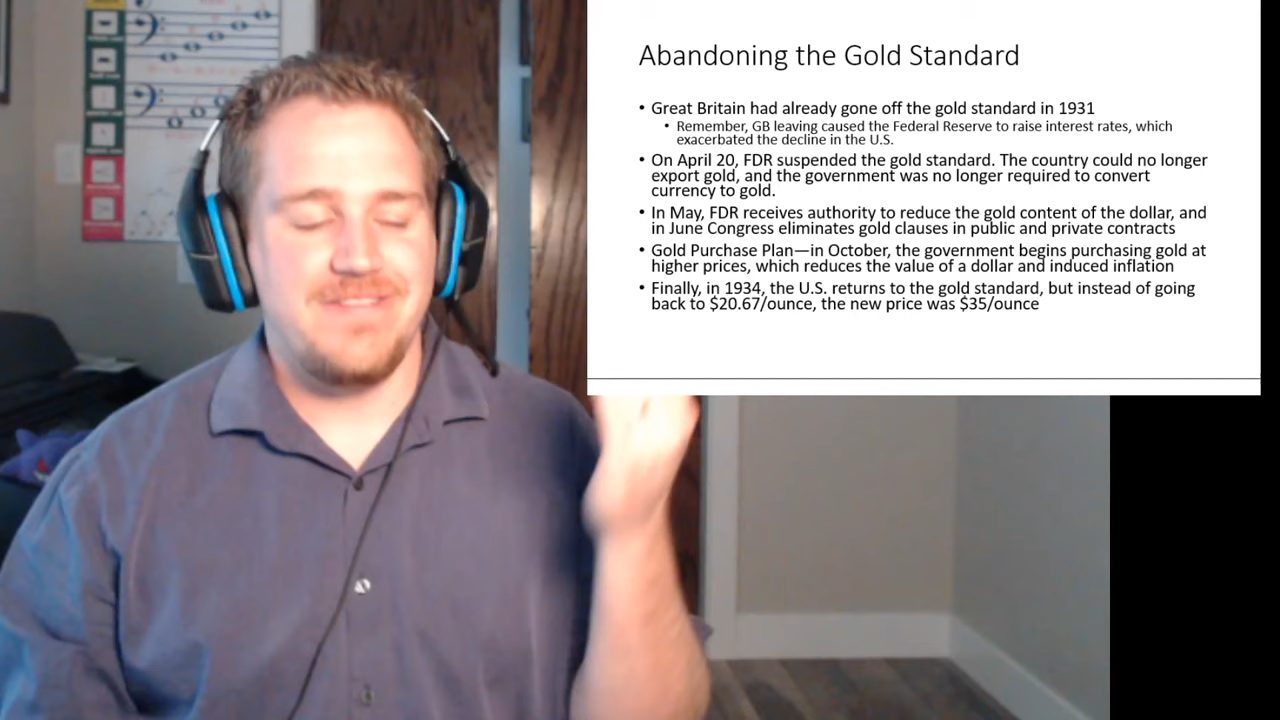 Abandoning the Gold Standard
• Great Britain had already gone off the gold standard in 1931
• Remember, GB leaving caused the Federal Reserve to raise interest rates, which
exacerbated the decline in the U.S.
• On April 20, FDR suspended the gold standard. The country could no longer
export gold, and the government was no longer required to convert
currency to gold.
• In May, FDR receives authority to reduce the gold content of the dollar, and
in June Congress eliminates gold clauses in public and private contracts
• Gold Purchase Plan—in October, the government begins purchasing gold at
higher prices, which reduces the value of a dollar and induced inflation
• Finally, in 1934, the U.S. returns to the gold standard, but instead of going
back to $20.67/ounce, the new price was $35/ounce